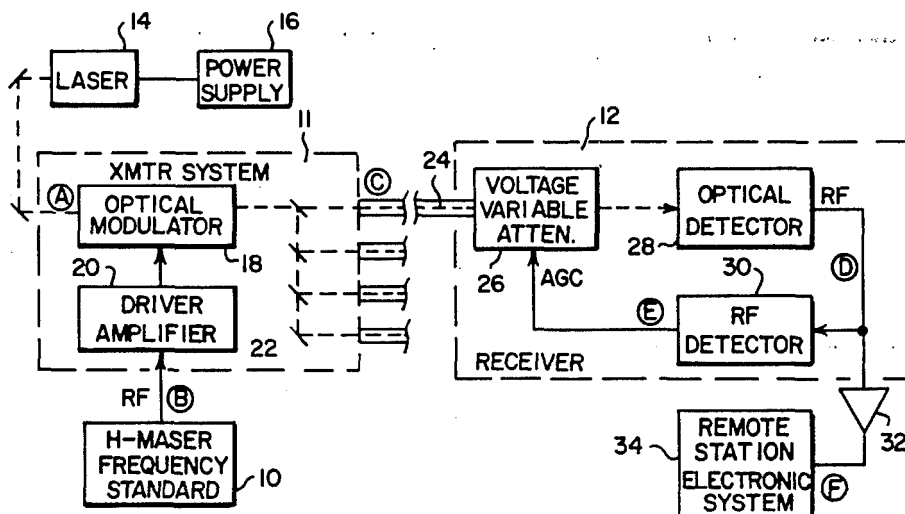 14
16
LASER
POWER
SUPPLY
11
12
XMTR SYSTEM
Ⓐ
OPTICAL
MODULATOR
18
Ⓒ
24
VOLTAGE
VARIABLE
ATTEN.
26
OPTICAL
DETECTOR
28
RF
Ⓓ
20
DRIVER
AMPLIFIER
22
AGC
Ⓔ
30
RF
DETECTOR
RECEIVER
RF
Ⓑ
H-MASER
FREQUENCY
STANDARD
10
32
34
REMOTE
STATION
ELECTRONIC
SYSTEM
Ⓕ